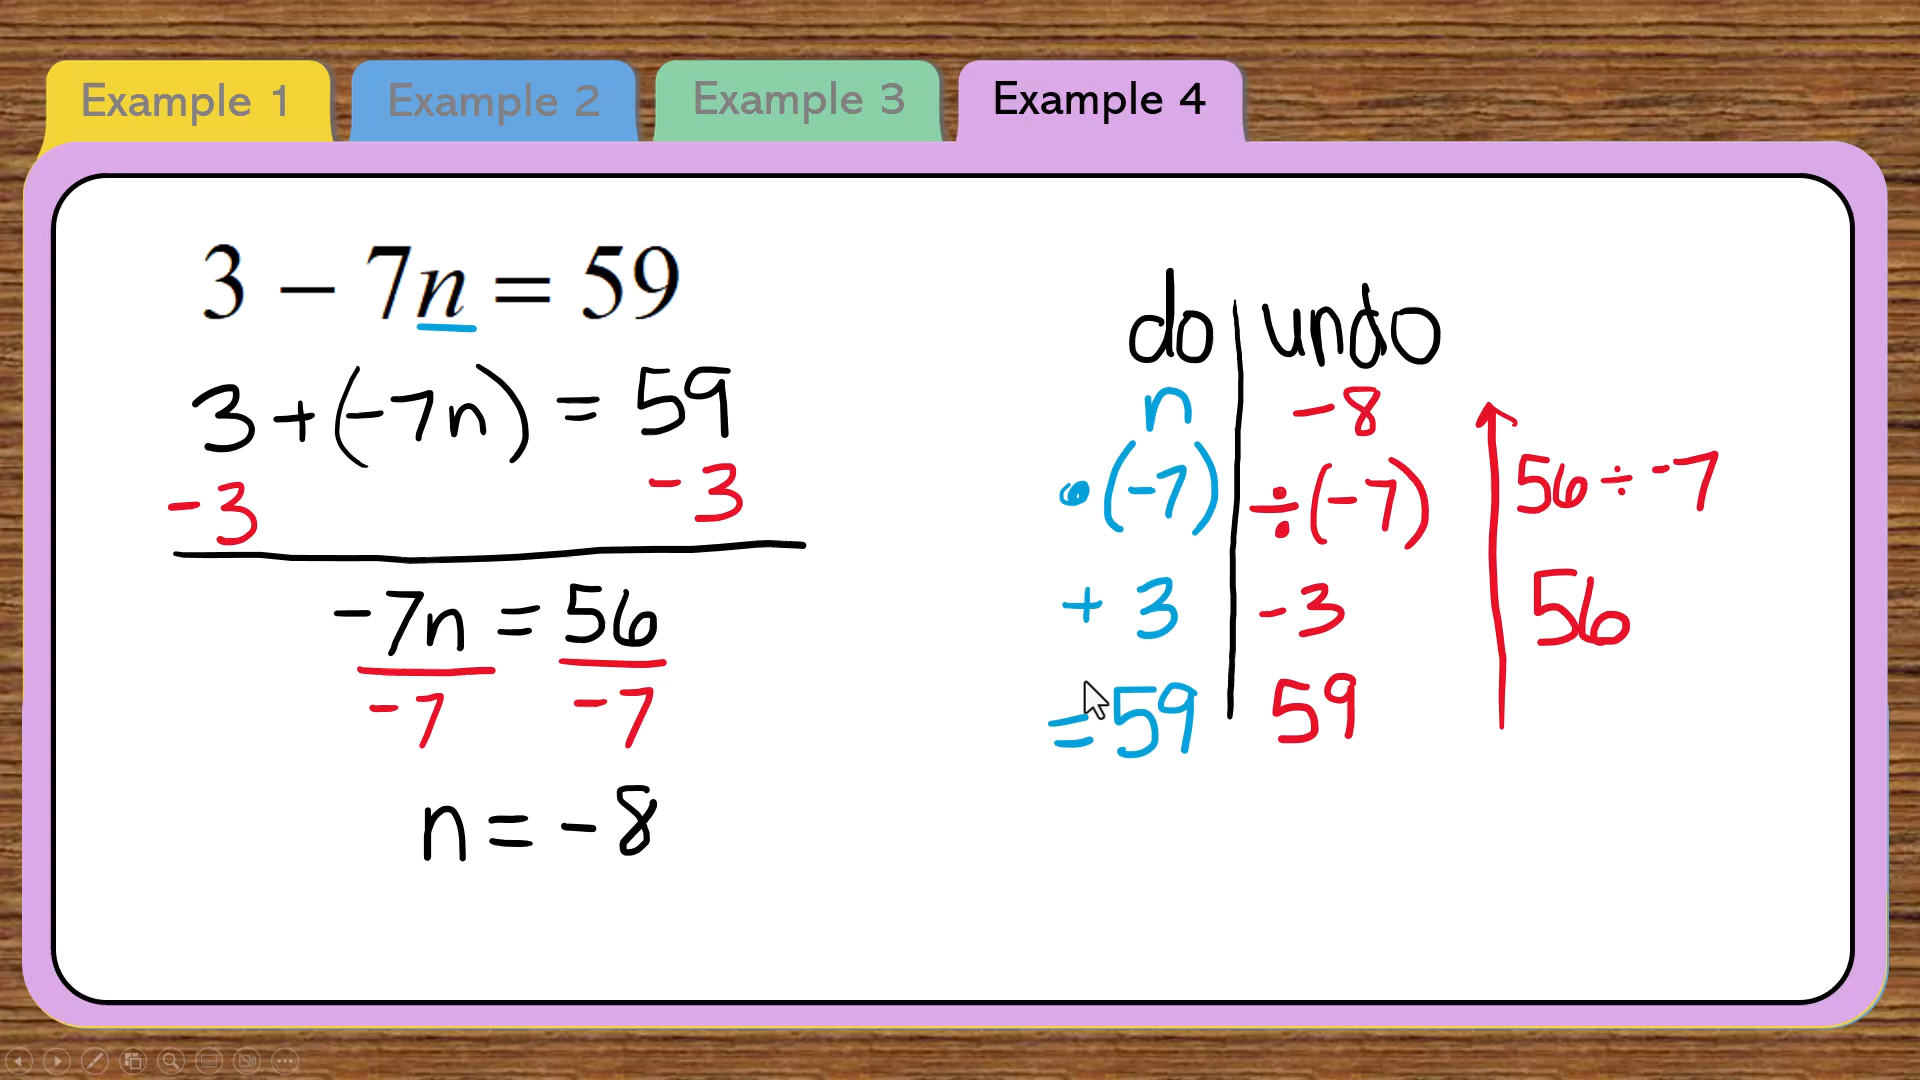 Example 1
Example 2
Example 3
Example 4
3 − 7n = 59
3 + (−7n) = 59
−3 −3
−7n = 56
−7 −7
n = −8
do undo
n −8
• (−7) ÷ (−7) 56 ÷ −7
+ 3 −3 56
= 59 59